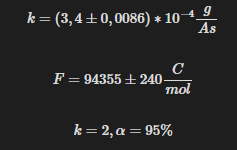 k = (3, 4 ± 0, 0086) * 10⁻⁴ g/As
F = 94355 ± 240 C/mol
k = 2, α = 95%